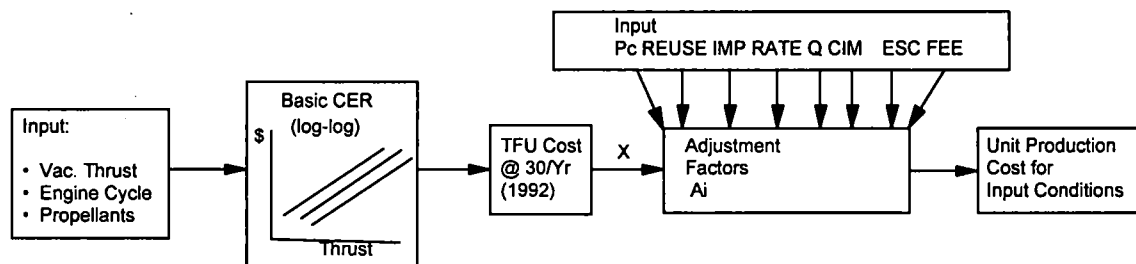 Input
Pc REUSE IMP RATE Q CIM ESC FEE
Input:
• Vac. Thrust
• Engine Cycle
• Propellants
Basic CER
(log-log)
$
Thrust
TFU Cost
@ 30/Yr
(1992)
X
Adjustment
Factors
Ai
Unit Production
Cost for
Input Conditions